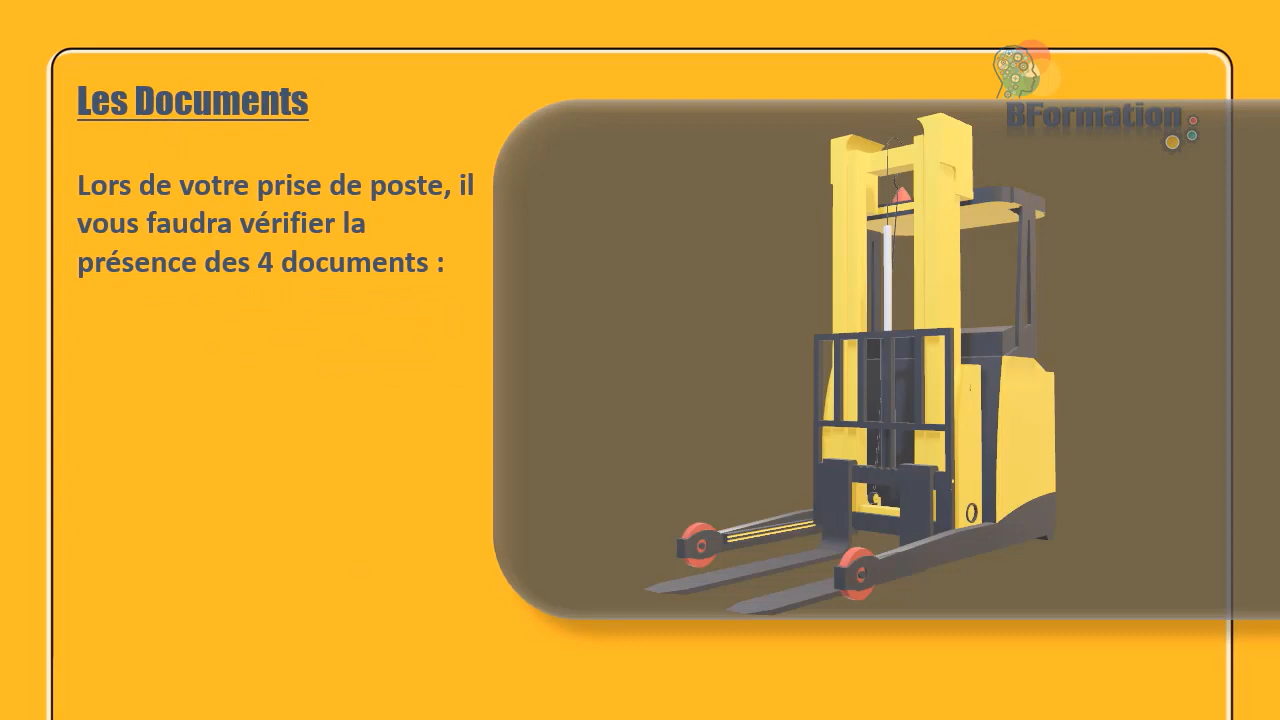 Les Documents
BFormation
Lors de votre prise de poste, il
vous faudra vérifier la
présence des 4 documents :